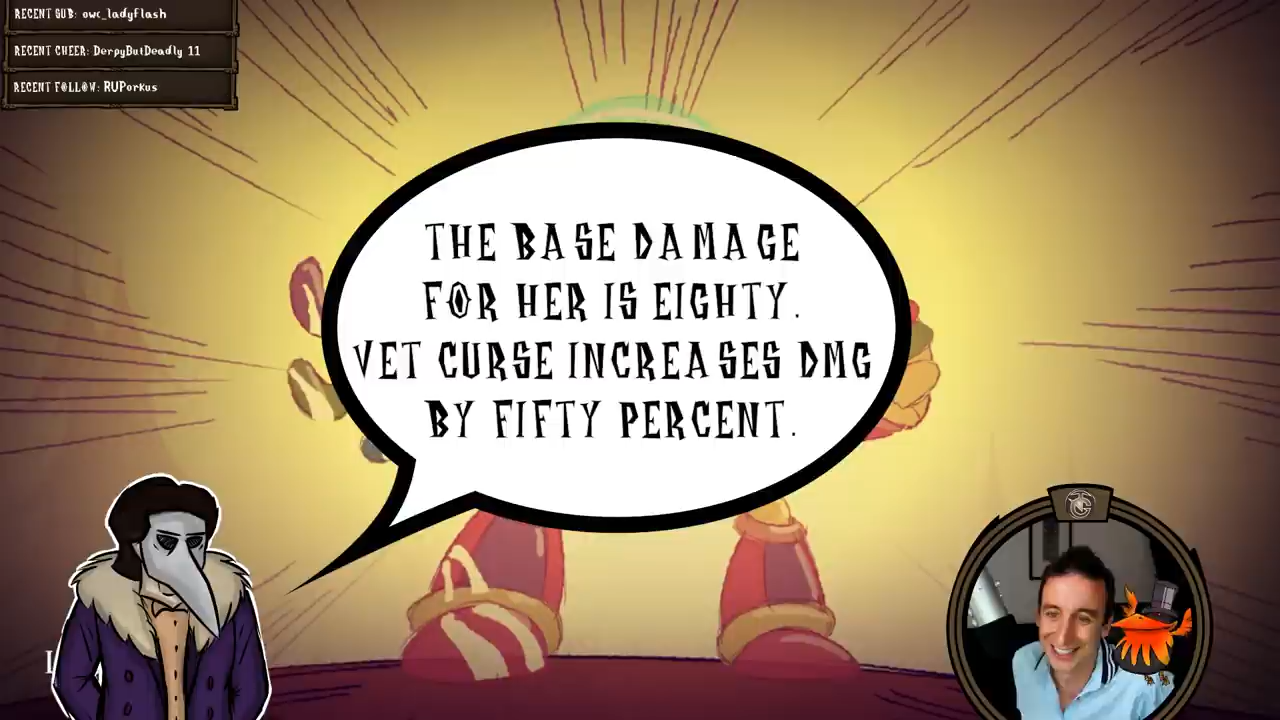 RECENT SUB: owc_ladyflash
RECENT CHEER: DerpyButDeadly 11
RECENT FOLLOW: RUPorkus
THE BASE DAMAGE
FOR HER IS EIGHTY.
VET CURSE INCREASES DMG
BY FIFTY PERCENT.